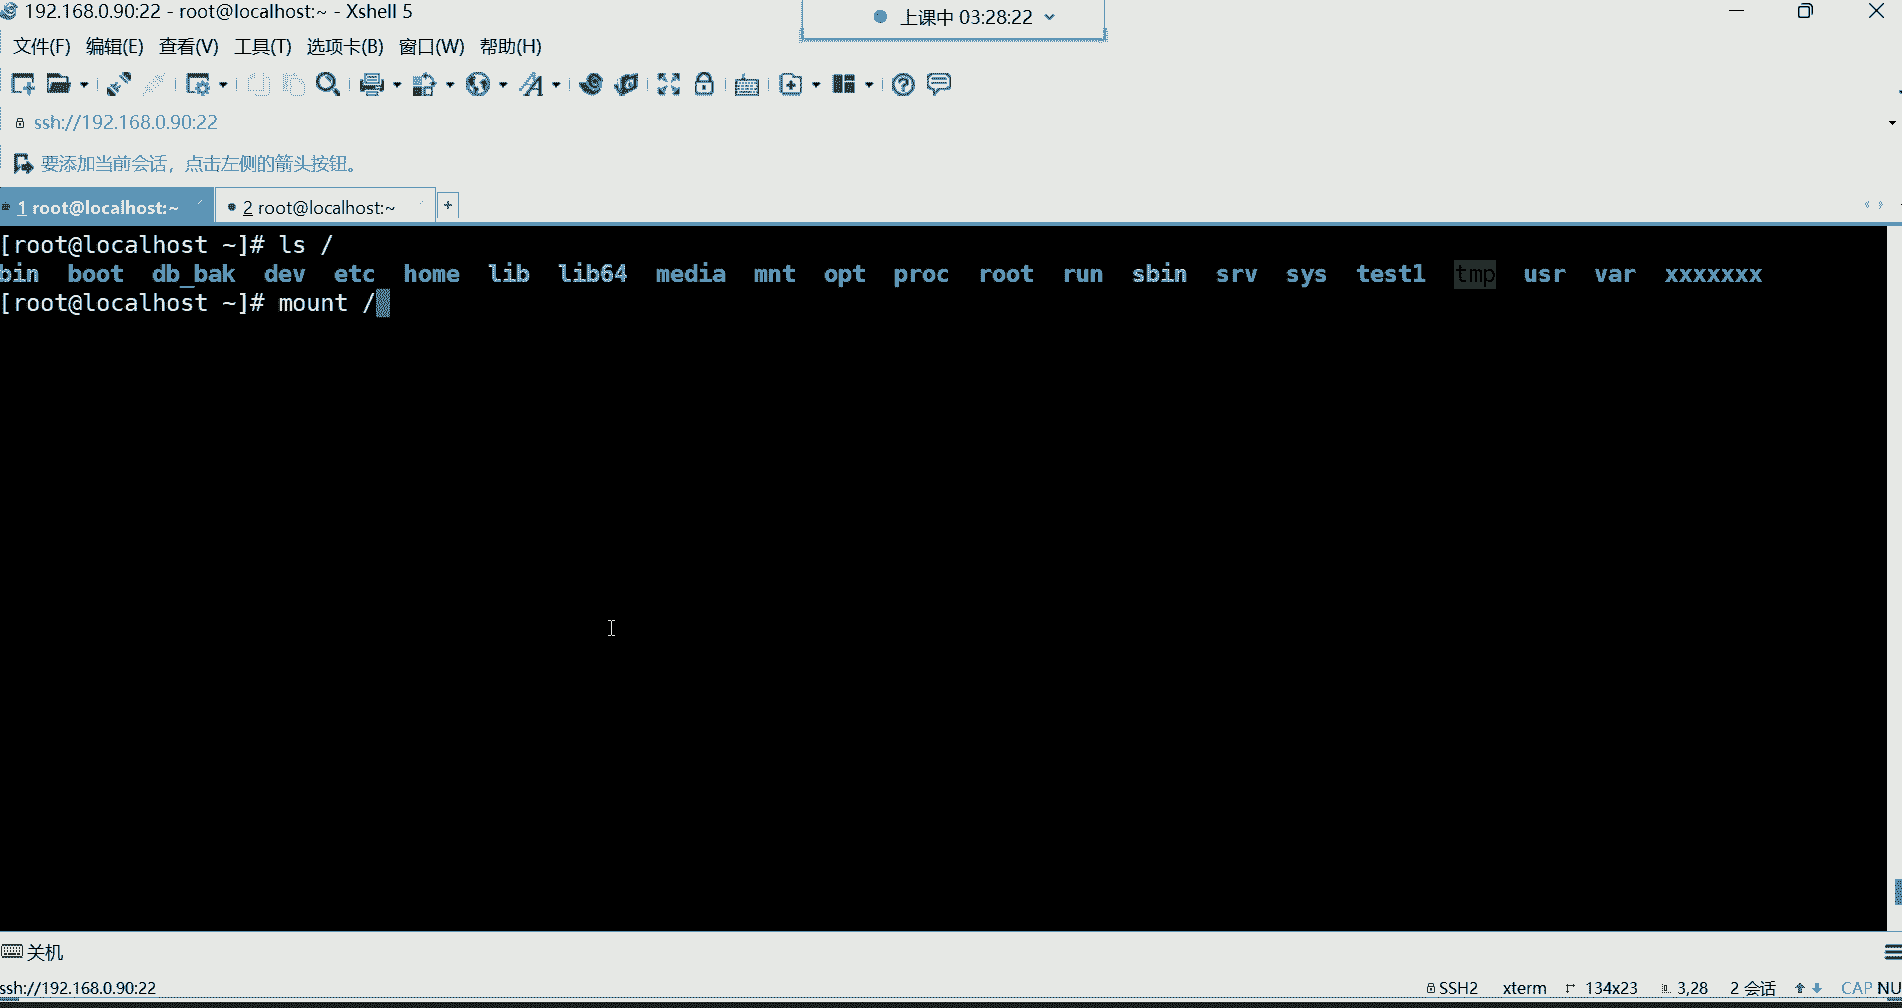 192.168.0.90:22 - root@localhost:~ - Xshell 5
上课中 03:28:22
文件(F) 编辑(E) 查看(V) 工具(T) 选项卡(B) 窗口(W) 帮助(H)
ssh://192.168.0.90:22
要添加当前会话，点击左侧的箭头按钮。
1 root@localhost:~ 2 root@localhost:~ +
[root@localhost ~]# ls /
bin boot db_bak dev etc home lib lib64 media mnt opt proc root run sbin srv sys test1 tmp usr var xxxxxxx
[root@localhost ~]# mount /
关机
ssh://192.168.0.90:22 SSH2 xterm 134x23 3,28 2 会话 CAP NU